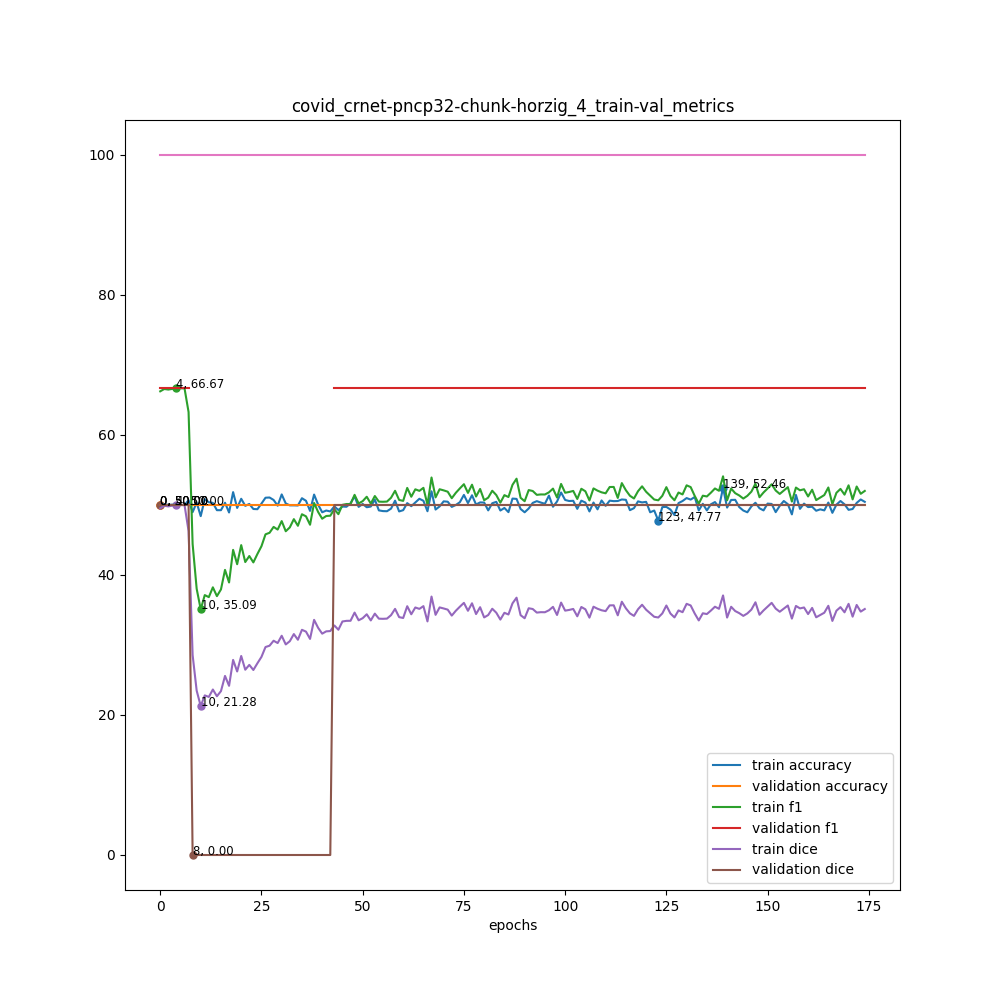 covid_crnet-pncp32-chunk-horzig_4_train-val_metrics
100
80
60
40
20
0
4, 66.67
139, 52.46
123, 47.77
10, 35.09
10, 21.28
8, 0.00
train accuracy
validation accuracy
train f1
validation f1
train dice
validation dice
0 25 50 75 100 125 150 175
epochs